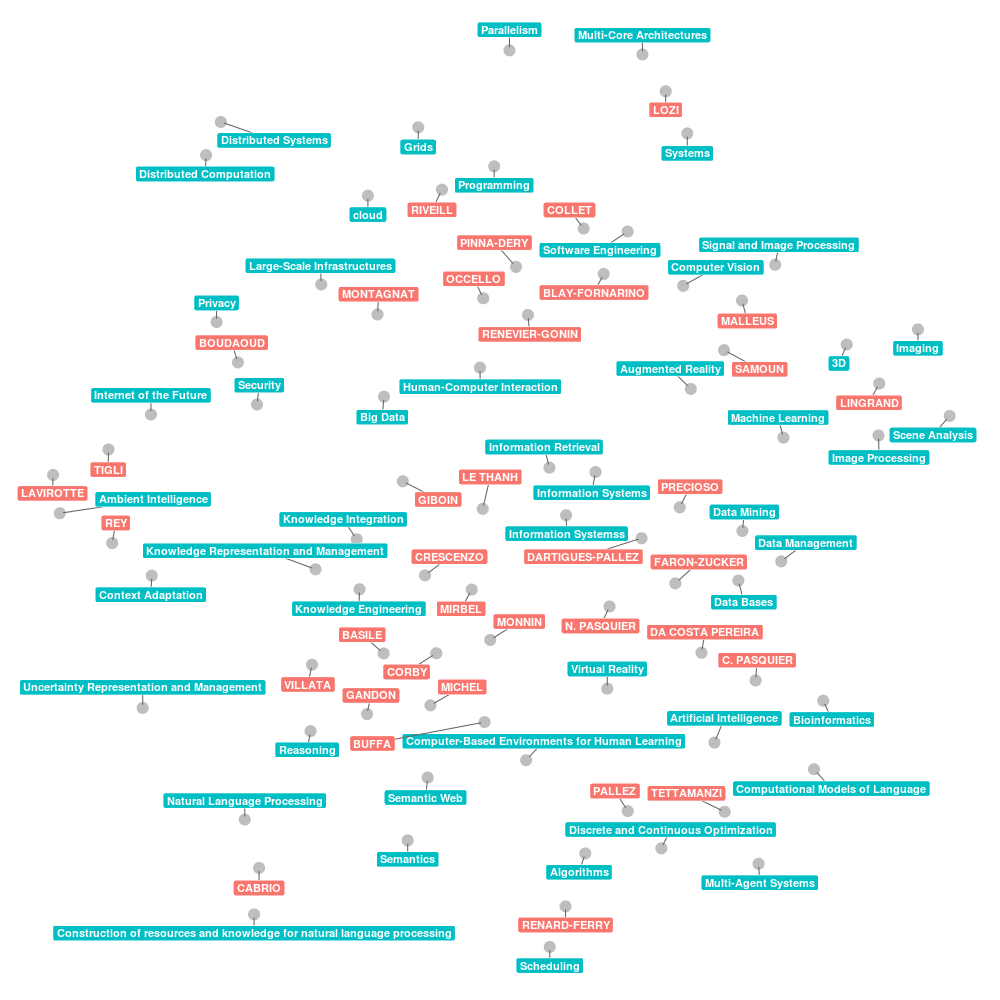 Parallelism
Multi-Core Architectures
LOZI
Distributed Systems
Grids
Systems
Distributed Computation
Programming
cloud
RIVEILL
COLLET
PINNA-DERY
Software Engineering
Signal and Image Processing
Large-Scale Infrastructures
Computer Vision
OCCELLO
MONTAGNAT
BLAY-FORNARINO
Privacy
MALLEUS
RENEVIER-GONIN
BOUDAOUD
Imaging
3D
Augmented Reality
SAMOUN
Security
Human-Computer Interaction
Internet of the Future
LINGRAND
Big Data
Machine Learning
Scene Analysis
Information Retrieval
Image Processing
TIGLI
LE THANH
PRECIOSO
LAVIROTTE
Information Systems
Ambient Intelligence
GIBOIN
Data Mining
Knowledge Integration
REY
Information Systemss
Data Management
Knowledge Representation and Management
CRESCENZO
DARTIGUES-PALLEZ
FARON-ZUCKER
Context Adaptation
Data Bases
Knowledge Engineering
MIRBEL
MONNIN
N. PASQUIER
DA COSTA PEREIRA
BASILE
C. PASQUIER
Virtual Reality
CORBY
VILLATA
Uncertainty Representation and Management
MICHEL
GANDON
Artificial Intelligence
Bioinformatics
Computer-Based Environments for Human Learning
BUFFA
Reasoning
Computational Models of Language
PALLEZ
TETTAMANZI
Semantic Web
Natural Language Processing
Discrete and Continuous Optimization
Semantics
Algorithms
Multi-Agent Systems
CABRIO
RENARD-FERRY
Construction of resources and knowledge for natural language processing
Scheduling